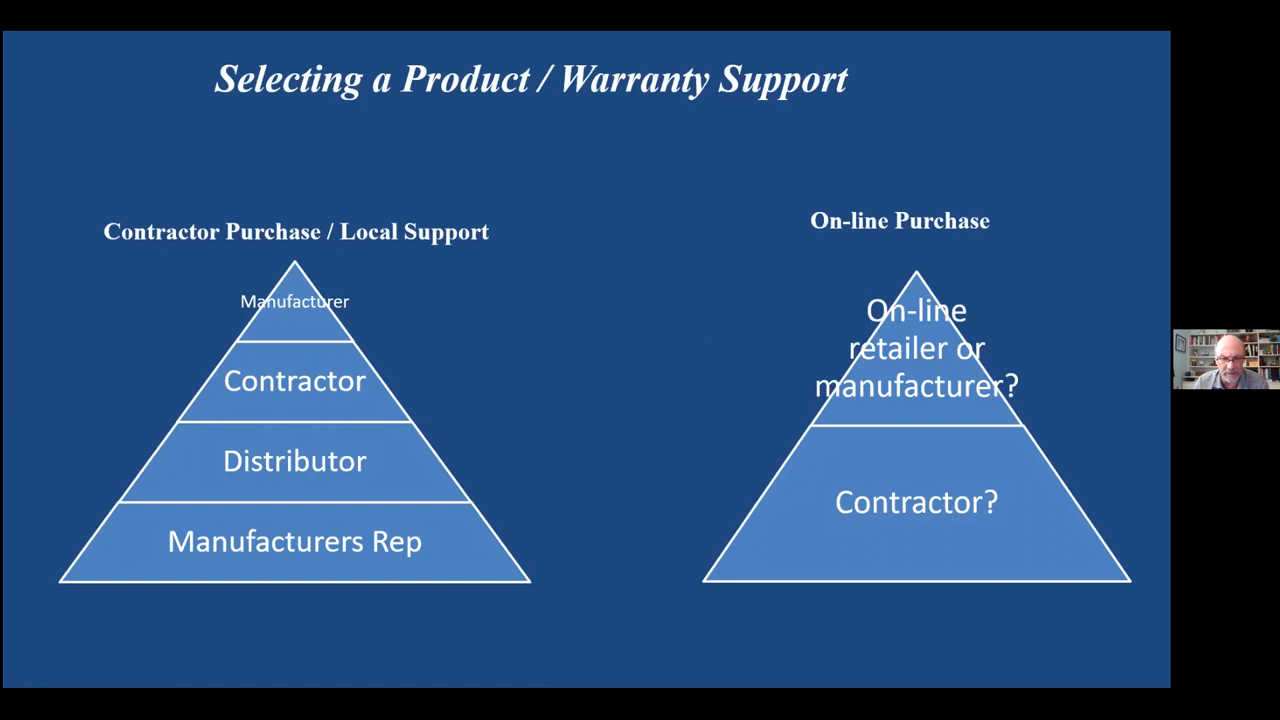 Selecting a Product / Warranty Support
Contractor Purchase / Local Support
Manufacturer
Contractor
Distributor
Manufacturers Rep
On-line Purchase
On-line
retailer or
manufacturer?
Contractor?